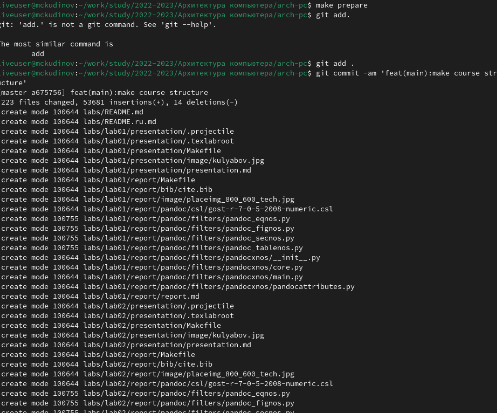 liveuser@mckudinov:~/work/study/2022-2023/Архитектура компьютера/arch-pc$ make prepare
liveuser@mckudinov:~/work/study/2022-2023/Архитектура компьютера/arch-pc$ git add.
git: 'add.' is not a git command. See 'git --help'.

The most similar command is
add
liveuser@mckudinov:~/work/study/2022-2023/Архитектура компьютера/arch-pc$ git add .
liveuser@mckudinov:~/work/study/2022-2023/Архитектура компьютера/arch-pc$ git commit -am 'feat(main):make course str
ucture'
[master a675756] feat(main):make course structure
223 files changed, 53681 insertions(+), 14 deletions(-)
create mode 100644 labs/README.md
create mode 100644 labs/README.ru.md
create mode 100644 labs/lab01/presentation/.projectile
create mode 100644 labs/lab01/presentation/.texlabroot
create mode 100644 labs/lab01/presentation/Makefile
create mode 100644 labs/lab01/presentation/image/kulyabov.jpg
create mode 100644 labs/lab01/presentation/presentation.md
create mode 100644 labs/lab01/report/Makefile
create mode 100644 labs/lab01/report/bib/cite.bib
create mode 100644 labs/lab01/report/image/placeimg_800_600_tech.jpg
create mode 100644 labs/lab01/report/pandoc/csl/gost-r-7-0-5-2008-numeric.csl
create mode 100755 labs/lab01/report/pandoc/filters/pandoc_eqnos.py
create mode 100755 labs/lab01/report/pandoc/filters/pandoc_fignos.py
create mode 100755 labs/lab01/report/pandoc/filters/pandoc_secnos.py
create mode 100755 labs/lab01/report/pandoc/filters/pandoc_tablenos.py
create mode 100644 labs/lab01/report/pandoc/filters/pandocxnos/__init__.py
create mode 100644 labs/lab01/report/pandoc/filters/pandocxnos/core.py
create mode 100644 labs/lab01/report/pandoc/filters/pandocxnos/main.py
create mode 100644 labs/lab01/report/pandoc/filters/pandocxnos/pandocattributes.py
create mode 100644 labs/lab01/report/report.md
create mode 100644 labs/lab02/presentation/.projectile
create mode 100644 labs/lab02/presentation/.texlabroot
create mode 100644 labs/lab02/presentation/Makefile
create mode 100644 labs/lab02/presentation/image/kulyabov.jpg
create mode 100644 labs/lab02/presentation/presentation.md
create mode 100644 labs/lab02/report/Makefile
create mode 100644 labs/lab02/report/bib/cite.bib
create mode 100644 labs/lab02/report/image/placeimg_800_600_tech.jpg
create mode 100644 labs/lab02/report/pandoc/csl/gost-r-7-0-5-2008-numeric.csl
create mode 100755 labs/lab02/report/pandoc/filters/pandoc_eqnos.py
create mode 100755 labs/lab02/report/pandoc/filters/pandoc_fignos.py
create mode 100755 labs/lab02/report/pandoc/filters/pandoc_secnos.py